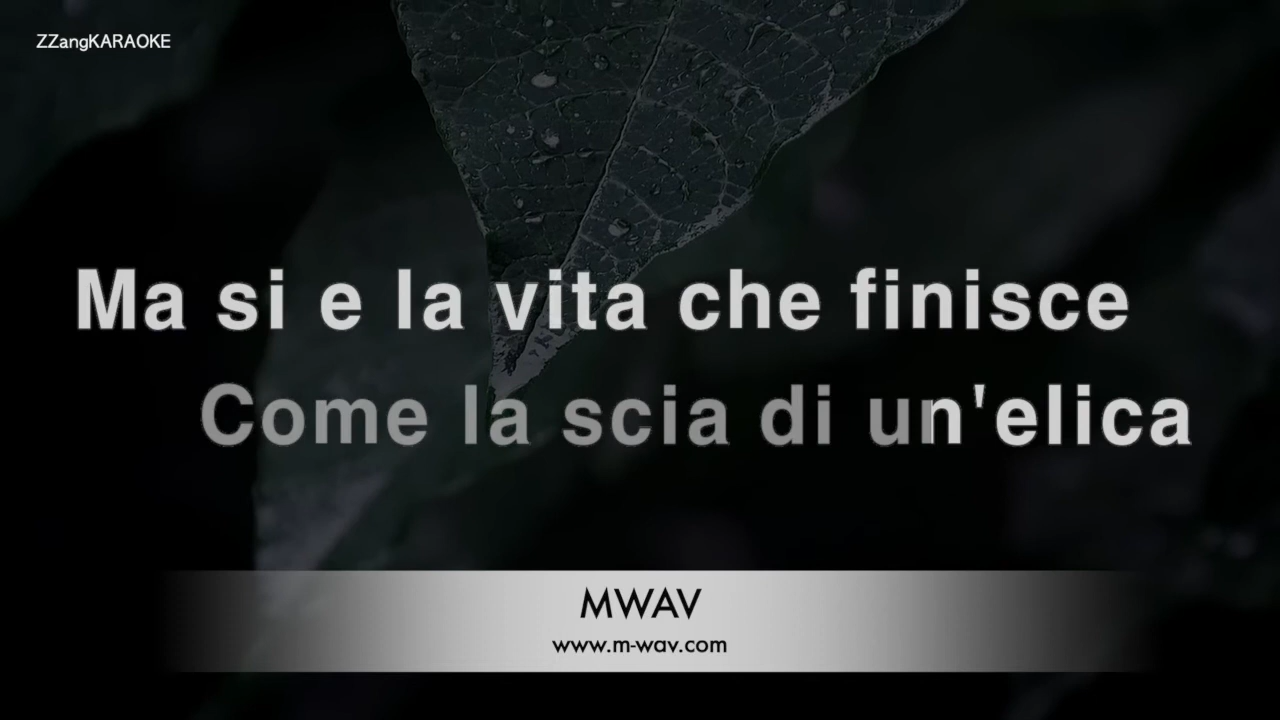 ZZangKARAOKE
Ma si e la vita che finisce
Come la scia di un'elica
MWAV
www.m-wav.com